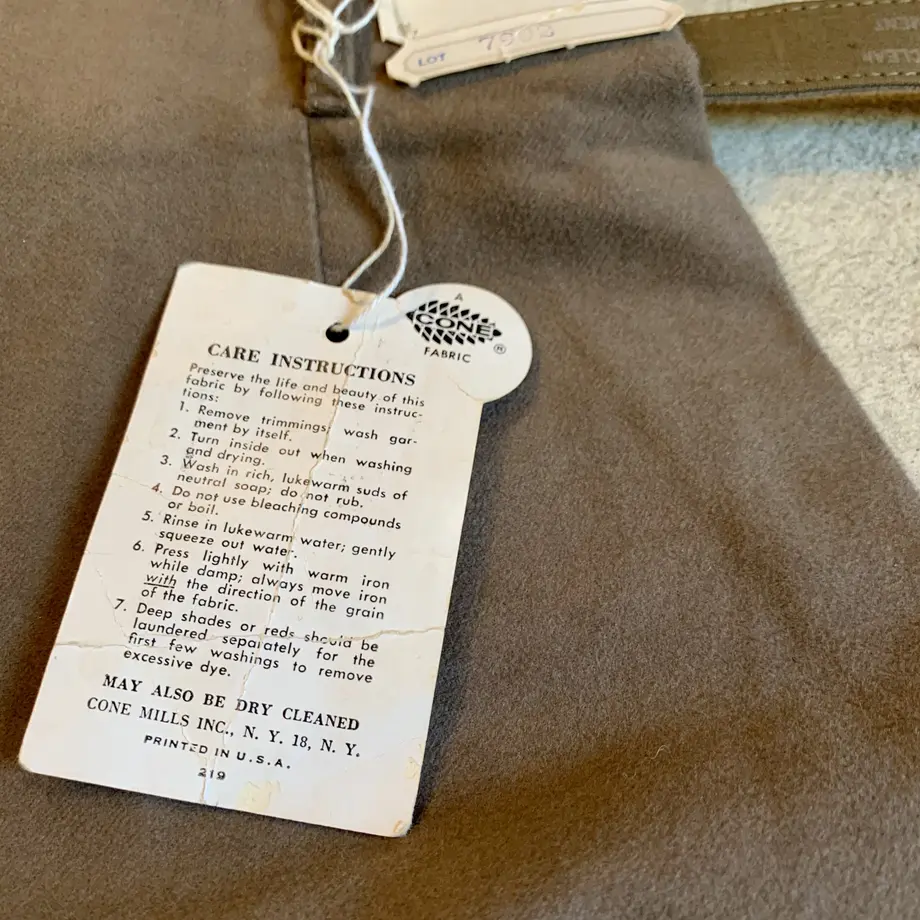 LOT 7902
CLEAR
MENT
A
CONE®
FABRIC
CARE INSTRUCTIONS
Preserve the life and beauty of this
fabric by following these instruc-
tions:
1. Remove trimmings, wash gar-
ment by itself.
2. Turn inside out when washing
and drying.
3. Wash in rich, lukewarm suds of
neutral soap; do not rub.
4. Do not use bleaching compounds
or boil.
5. Rinse in lukewarm water; gently
squeeze out water.
6. Press lightly with warm iron
while damp; always move iron
with the direction of the grain
of the fabric.
7. Deep shades or reds should be
laundered separately for the
first few washings to remove
excessive dye.
MAY ALSO BE DRY CLEANED
CONE MILLS INC., N. Y. 18, N. Y.
PRINTED IN U.S.A.
219